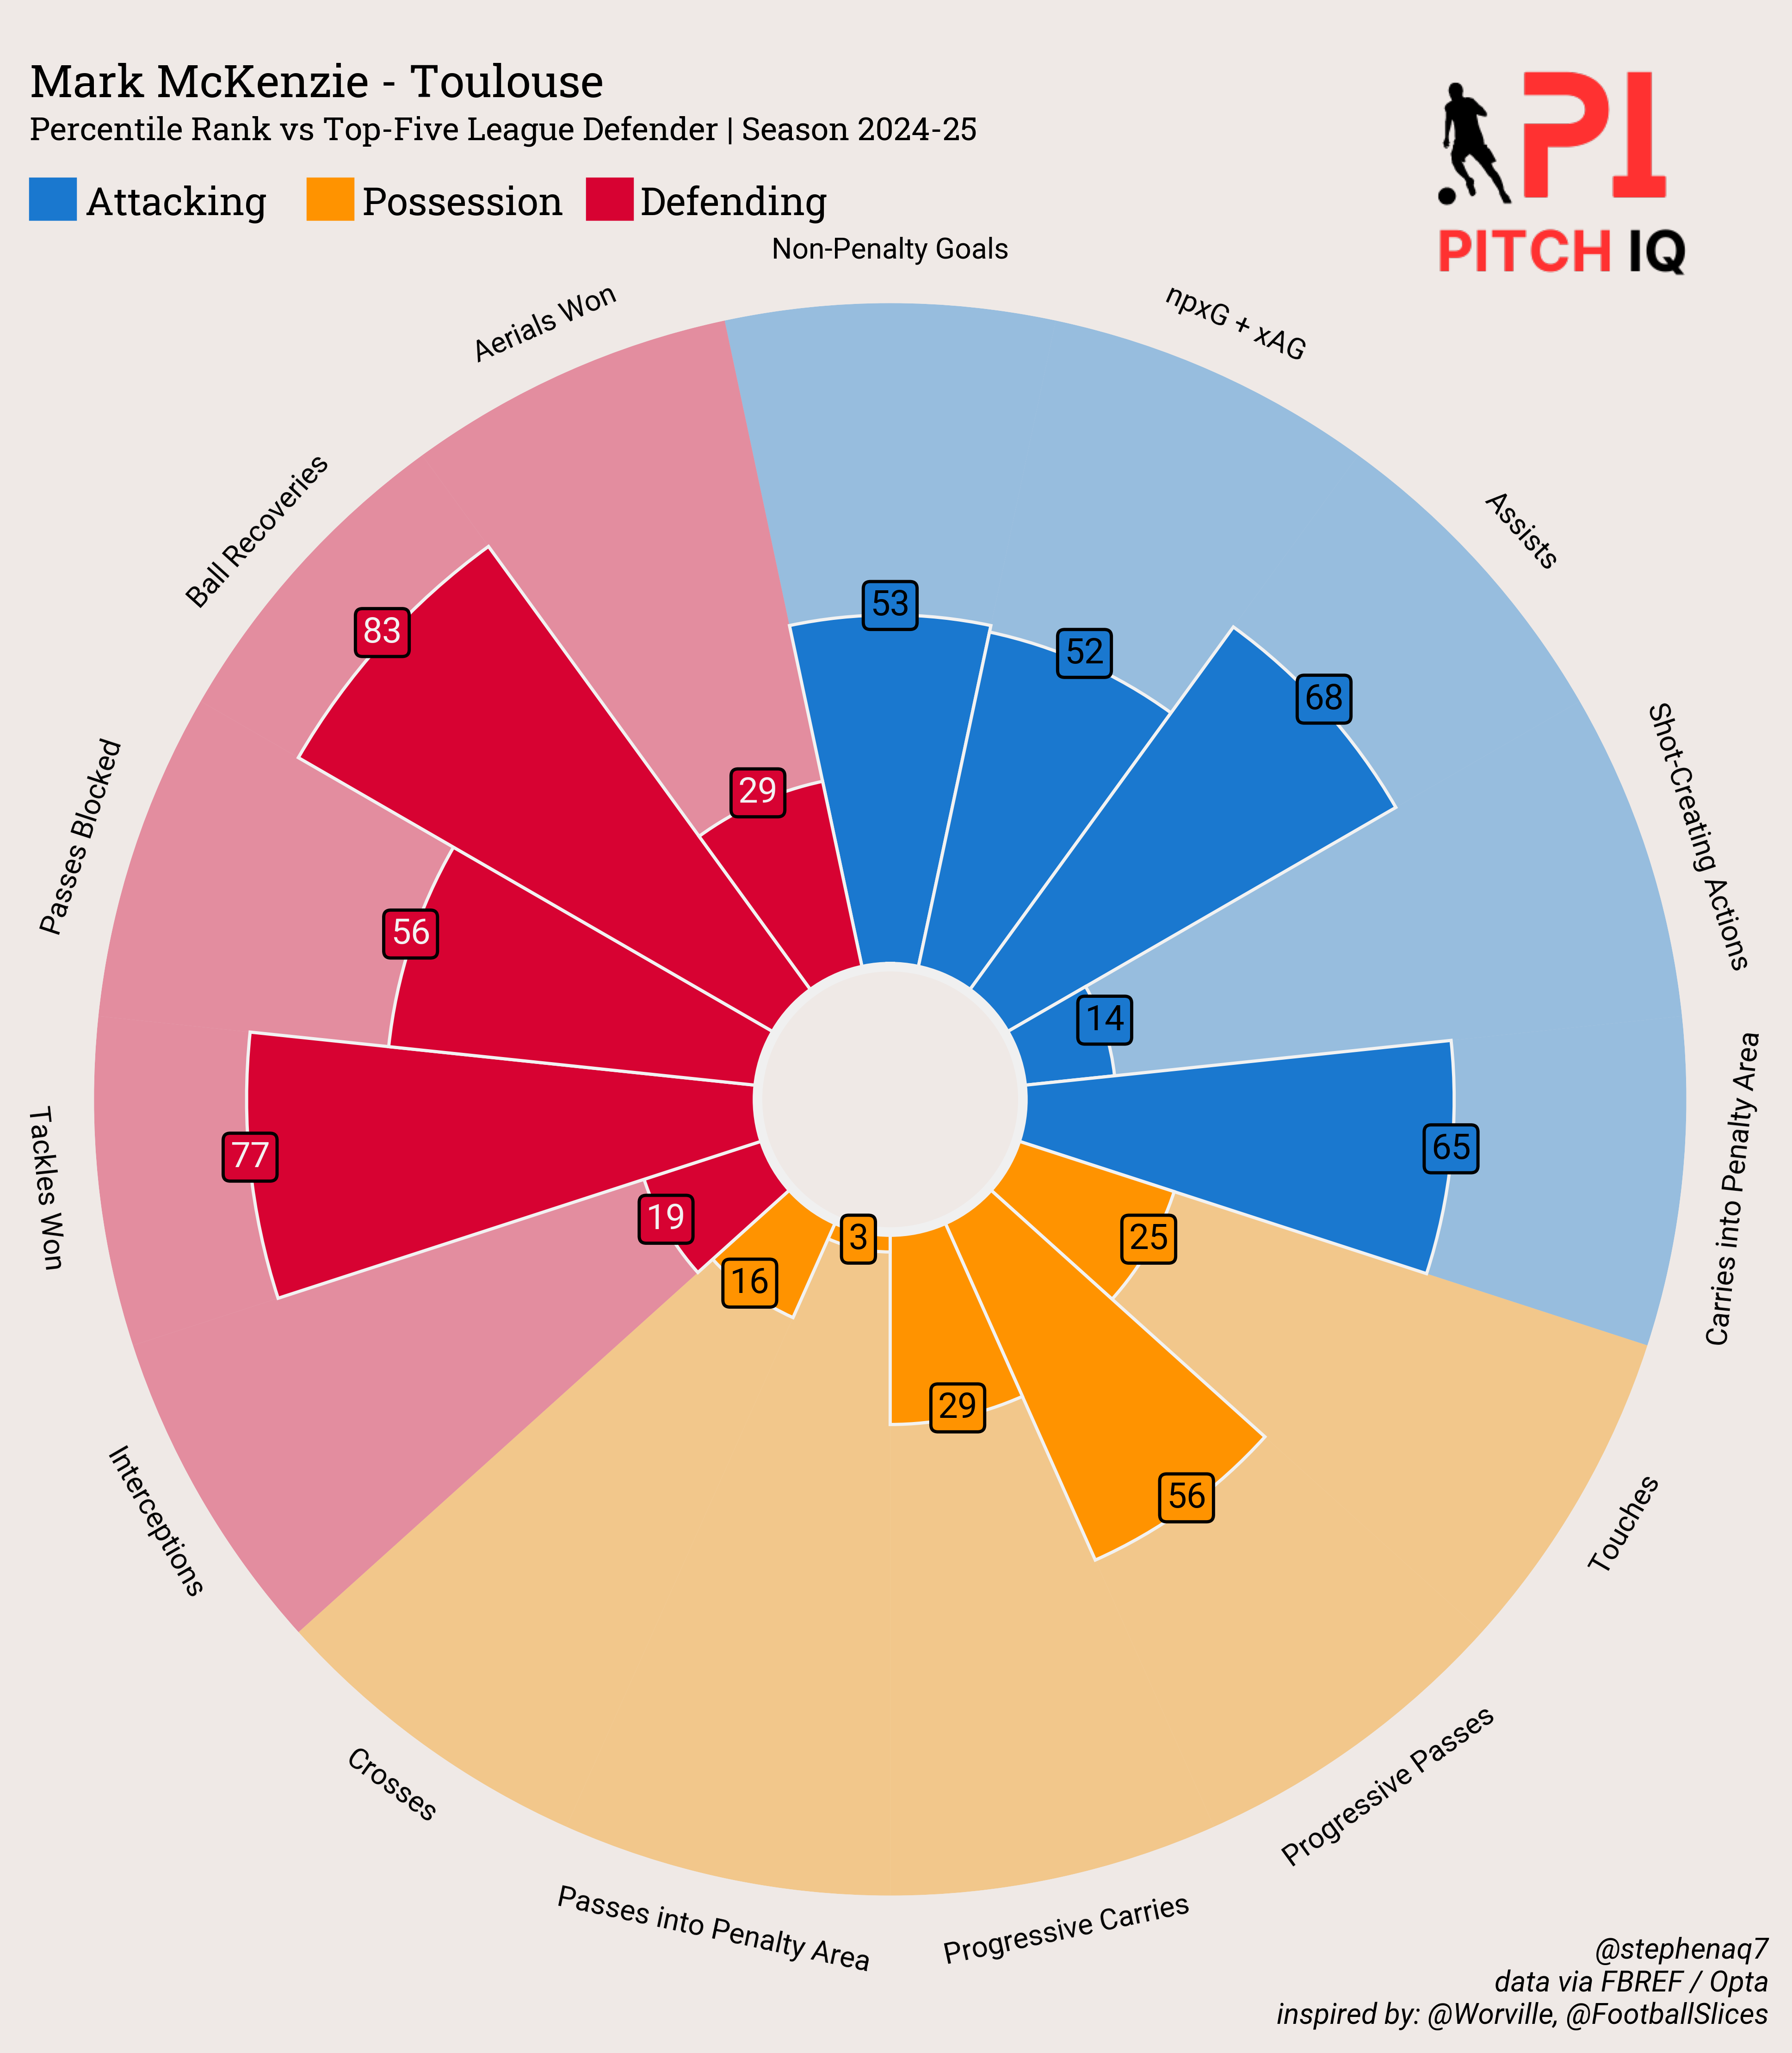 Mark McKenzie - Toulouse
Percentile Rank vs Top-Five League Defender | Season 2024-25
Attacking Possession Defending
PI
PITCH IQ
Non-Penalty Goals
npxG + xAG
Assists
Shot-Creating Actions
Carries into Penalty Area
Touches
Progressive Passes
Progressive Carries
Passes into Penalty Area
Crosses
Interceptions
Tackles Won
Passes Blocked
Ball Recoveries
Aerials Won
53
52
68
14
65
25
56
29
3
16
19
77
56
83
29
@stephenaq7
data via FBREF / Opta
inspired by: @Worville, @FootballSlices